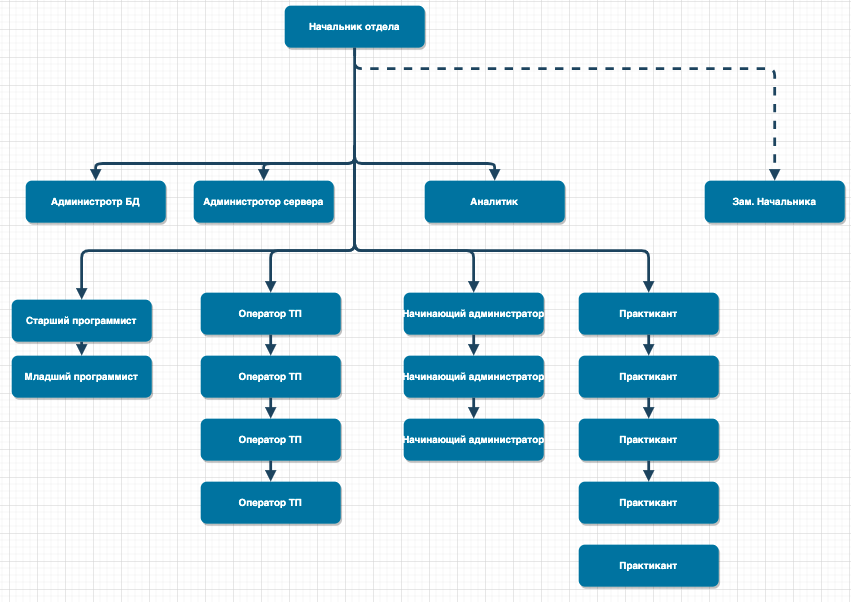 Начальник отдела
Администротр БД
Администротор сервера
Аналитик
Зам. Начальника
Старший программист
Оператор ТП
Начинающий администратор
Практикант
Младший программист
Оператор ТП
Начинающий администратор
Практикант
Оператор ТП
Начинающий администратор
Практикант
Оператор ТП
Практикант
Практикант